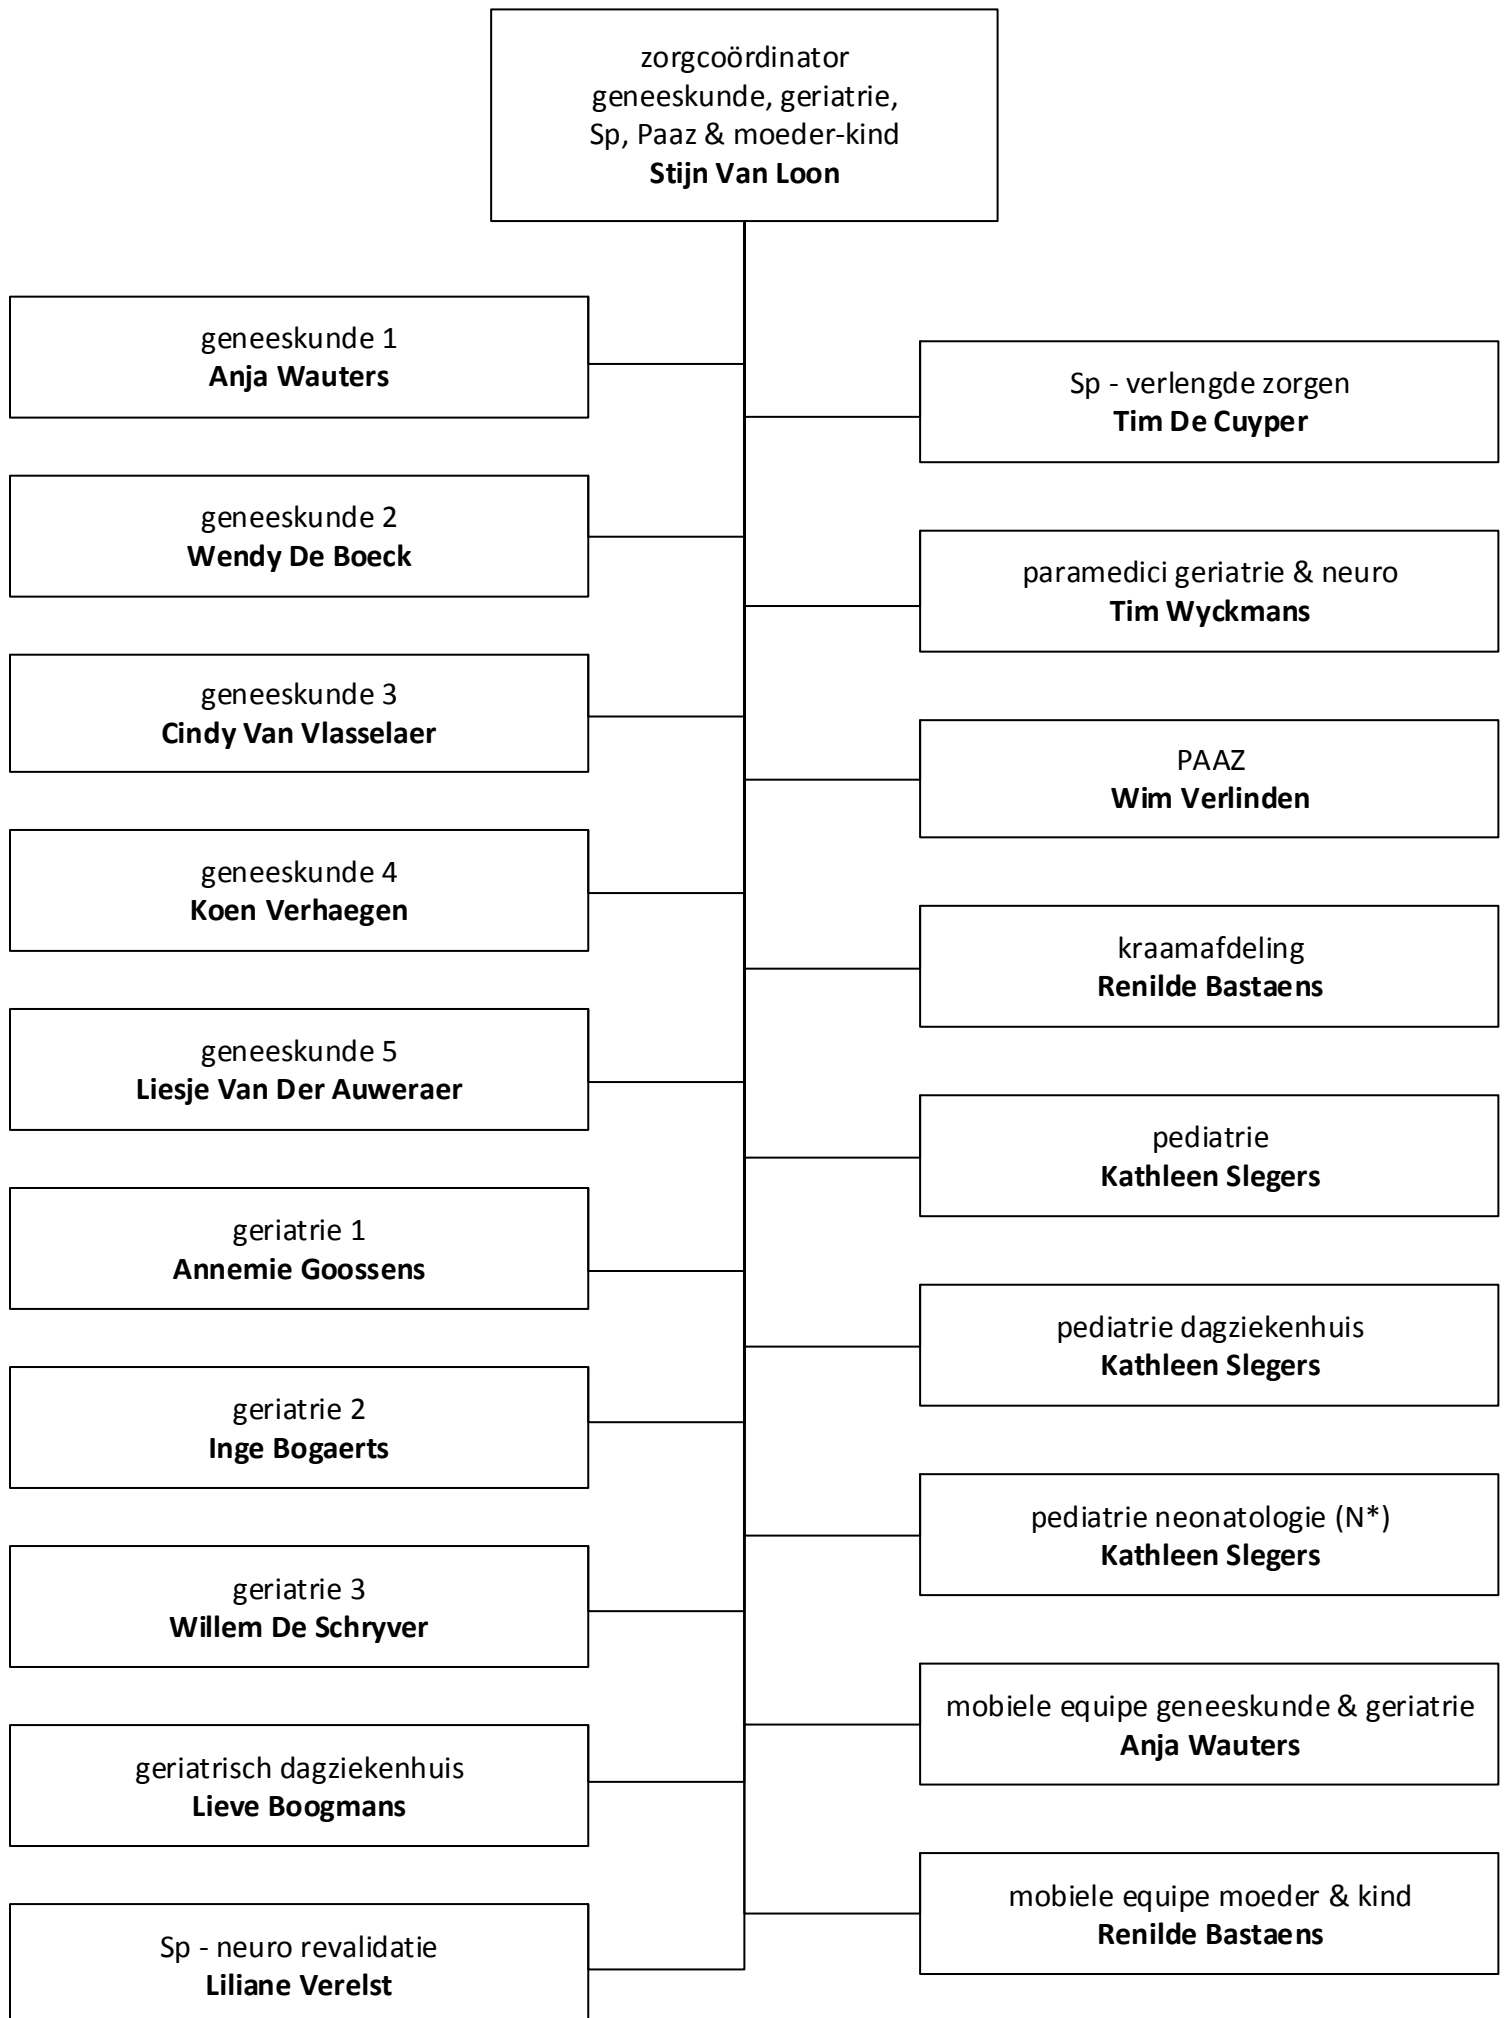 zorgcoördinator
geneeskunde, geriatrie,
Sp, Paaz & moeder-kind
Stijn Van Loon
geneeskunde 1
Anja Wauters
geneeskunde 2
Wendy De Boeck
geneeskunde 3
Cindy Van Vlasselaer
geneeskunde 4
Koen Verhaegen
geneeskunde 5
Liesje Van Der Auweraer
geriatrie 1
Annemie Goossens
geriatrie 2
Inge Bogaerts
geriatrie 3
Willem De Schryver
geriatrisch dagziekenhuis
Lieve Boogmans
Sp - neuro revalidatie
Liliane Verelst
Sp - verlengde zorgen
Tim De Cuyper
paramedici geriatrie & neuro
Tim Wyckmans
PAAZ
Wim Verlinden
kraamafdeling
Renilde Bastaens
pediatrie
Kathleen Slegers
pediatrie dagziekenhuis
Kathleen Slegers
pediatrie neonatologie (N*)
Kathleen Slegers
mobiele equipe geneeskunde & geriatrie
Anja Wauters
mobiele equipe moeder & kind
Renilde Bastaens